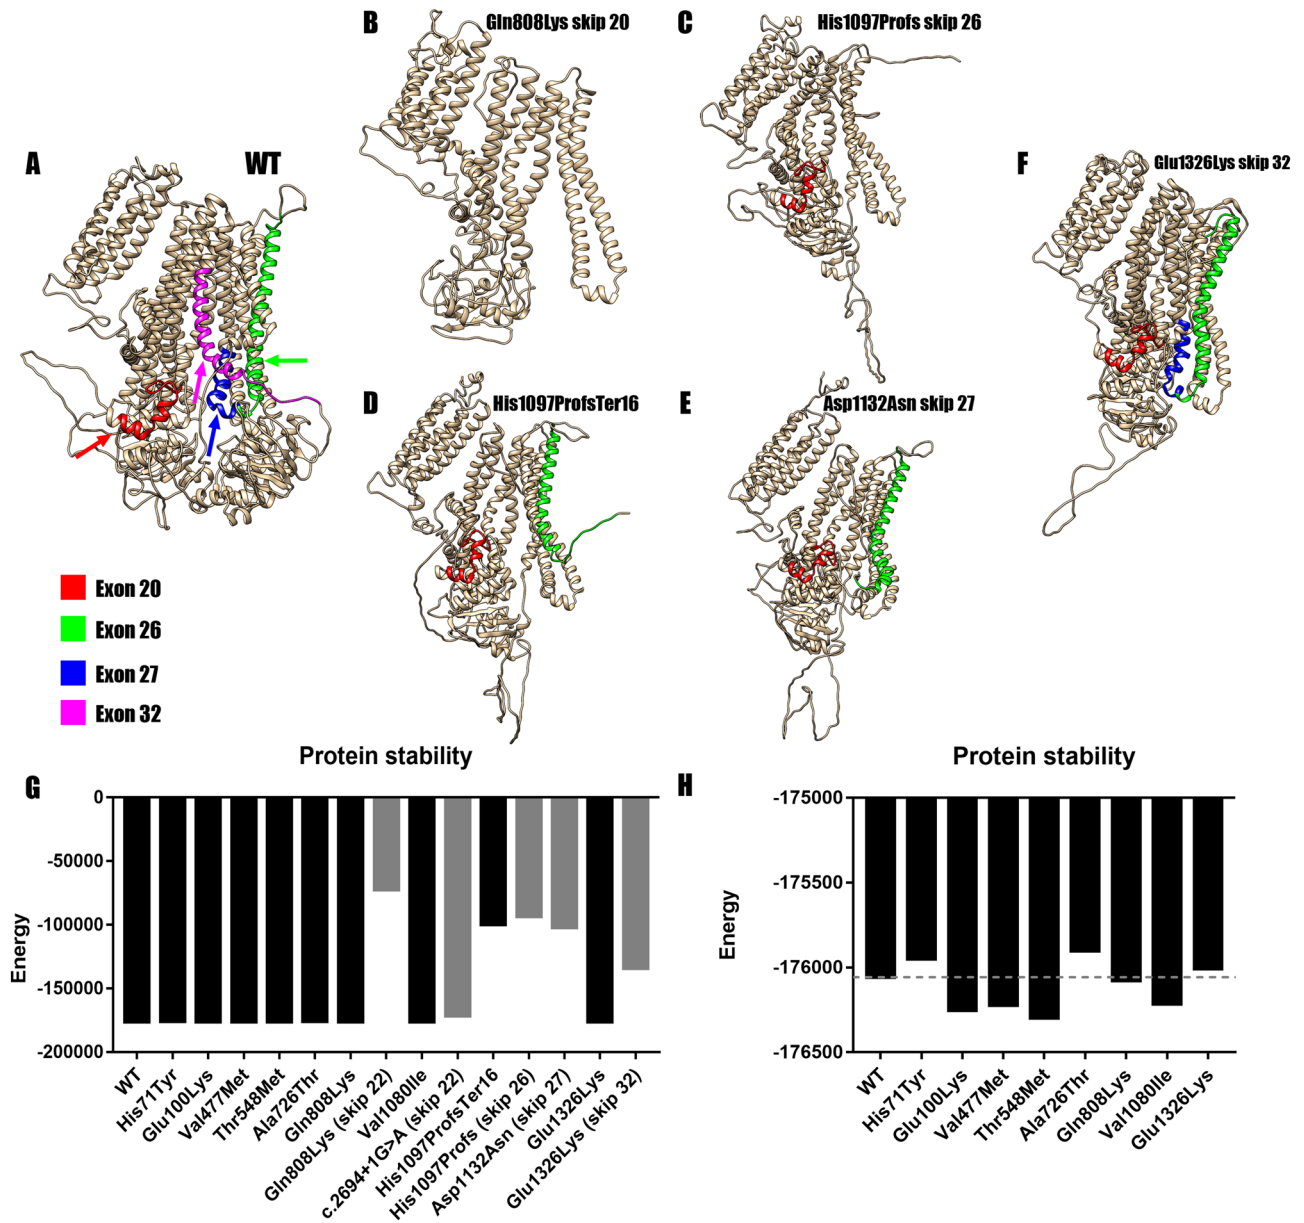 B
Gln808Lys skip 20
C
His1097Profs skip 26
A
WT
F
Glu1326Lys skip 32
D
His1097ProfsTer16
E
Asp1132Asn skip 27
Exon 20
Exon 26
Exon 27
Exon 32
Protein stability
G
0
-50000
-100000
-150000
-200000
Energy
WT
His71Tyr
Glu100Lys
Val477Met
Thr548Met
Ala726Thr
Gln808Lys
Gln808Lys (skip 22)
Val1080Ile
c.2694+1G>A (skip 22)
His1097ProfsTer16
His1097Profs (skip 26)
Asp1132Asn (skip 27)
Glu1326Lys
Glu1326Lys (skip 32)
Protein stability
H
-175000
-175500
-176000
-176500
Energy
WT
His71Tyr
Glu100Lys
Val477Met
Thr548Met
Ala726Thr
Gln808Lys
Val1080Ile
Glu1326Lys